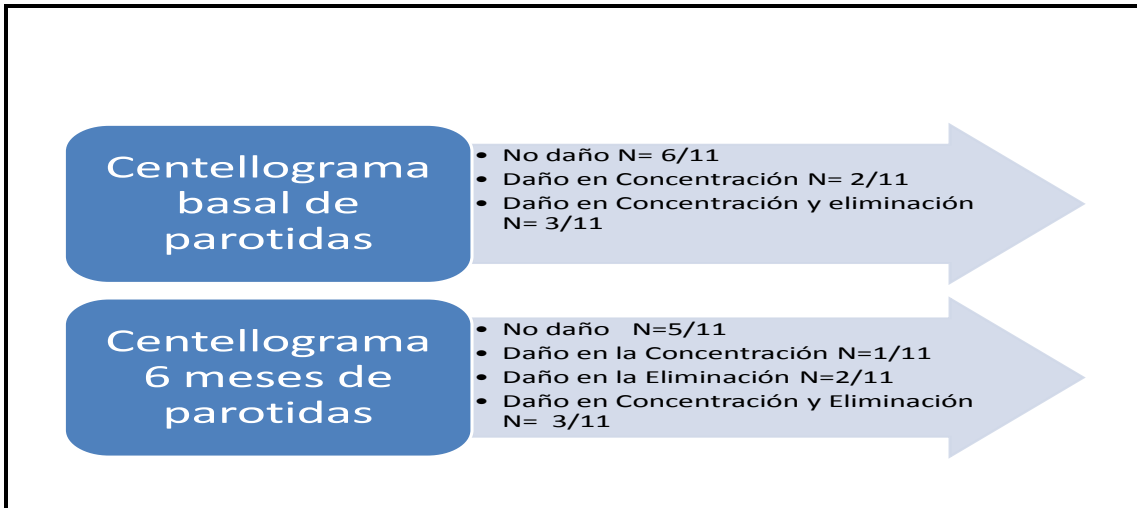 Centellograma
basal de
parotidas
• No daño N= 6/11
• Daño en Concentración N= 2/11
• Daño en Concentración y eliminación
N= 3/11
Centellograma
6 meses de
parotidas
• No daño N=5/11
• Daño en la Concentración N=1/11
• Daño en la Eliminación N=2/11
• Daño en Concentración y Eliminación
N= 3/11